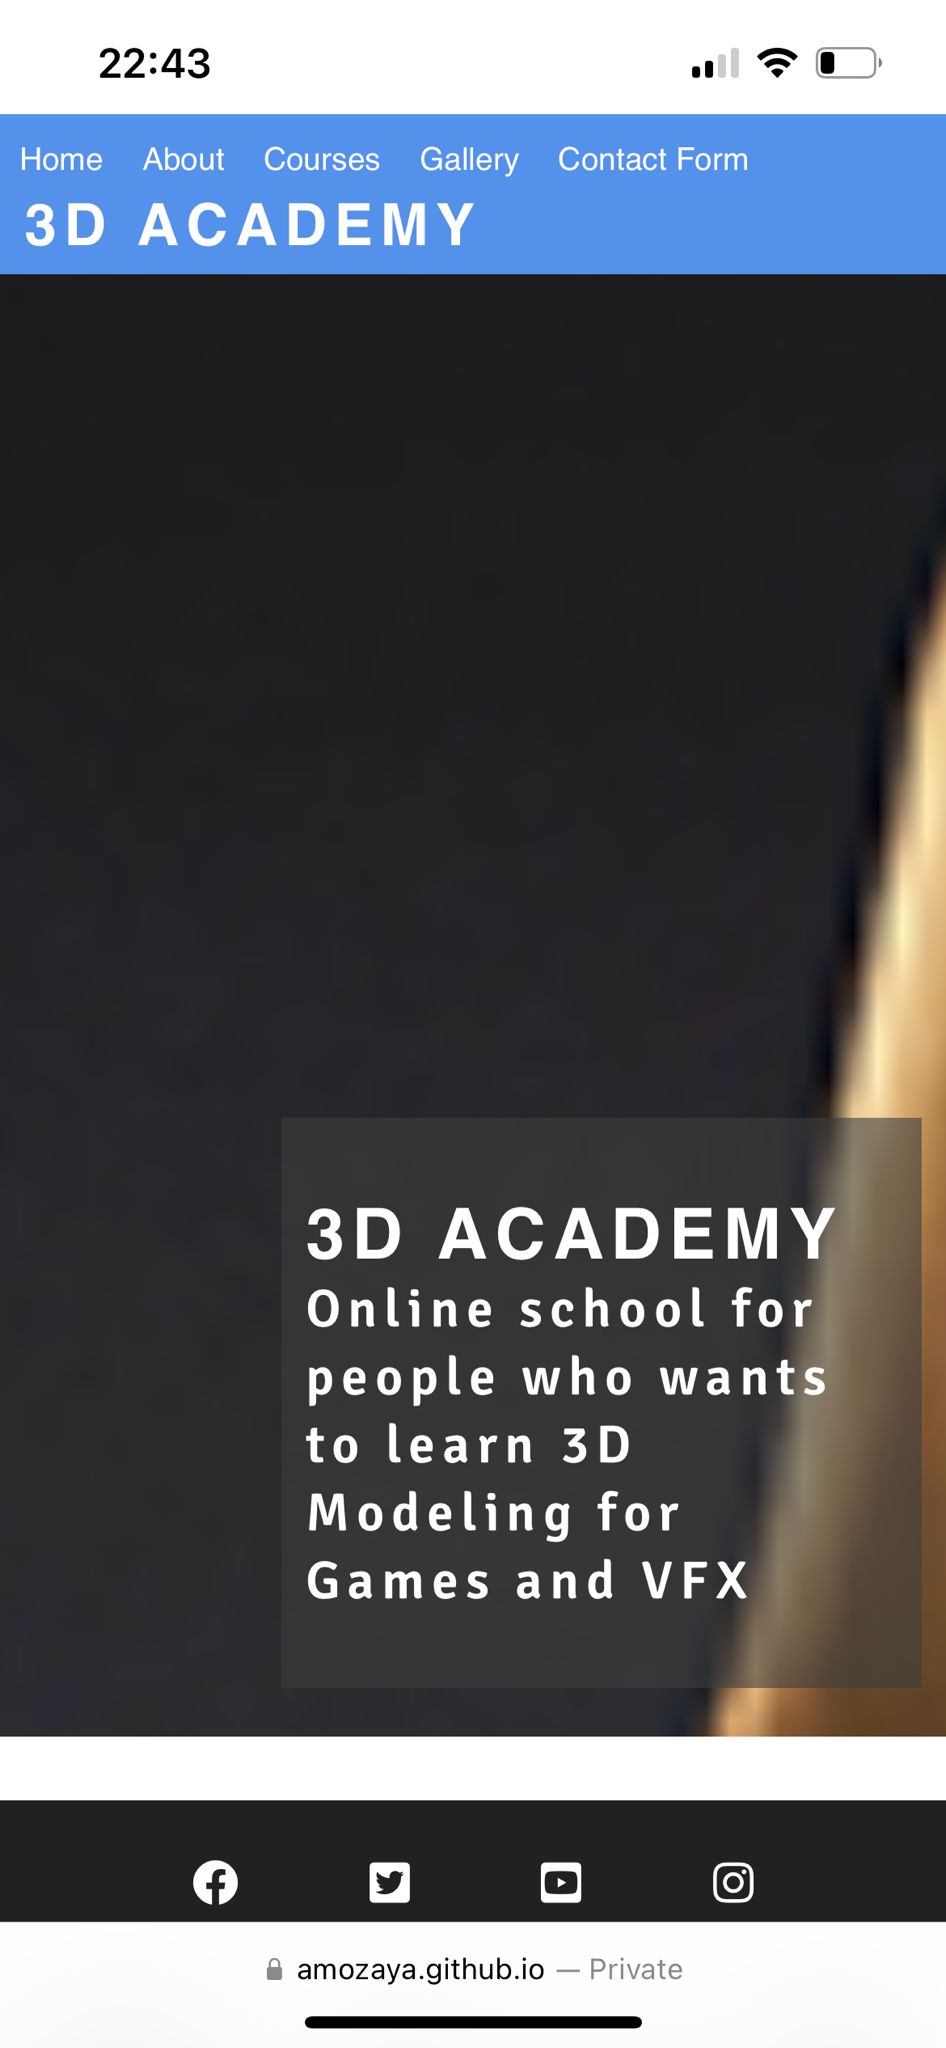 22:43
Home About Courses Gallery Contact Form
3D ACADEMY
3D ACADEMY
Online school for
people who wants
to learn 3D
Modeling for
Games and VFX
amozaya.github.io — Private